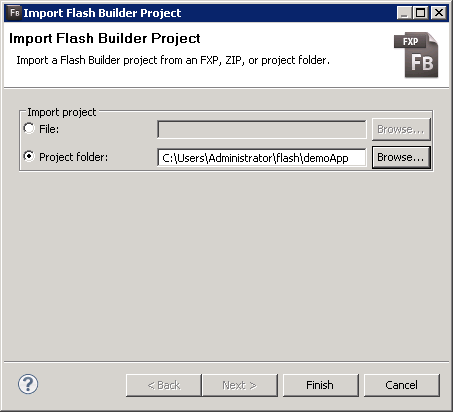 FB Import Flash Builder Project
Import Flash Builder Project
Import a Flash Builder project from an FXP, ZIP, or project folder.
FXP
FB
Import project
File: Browse...
Project folder: C:\Users\Administrator\flash\demoApp Browse...
? < Back Next > Finish Cancel